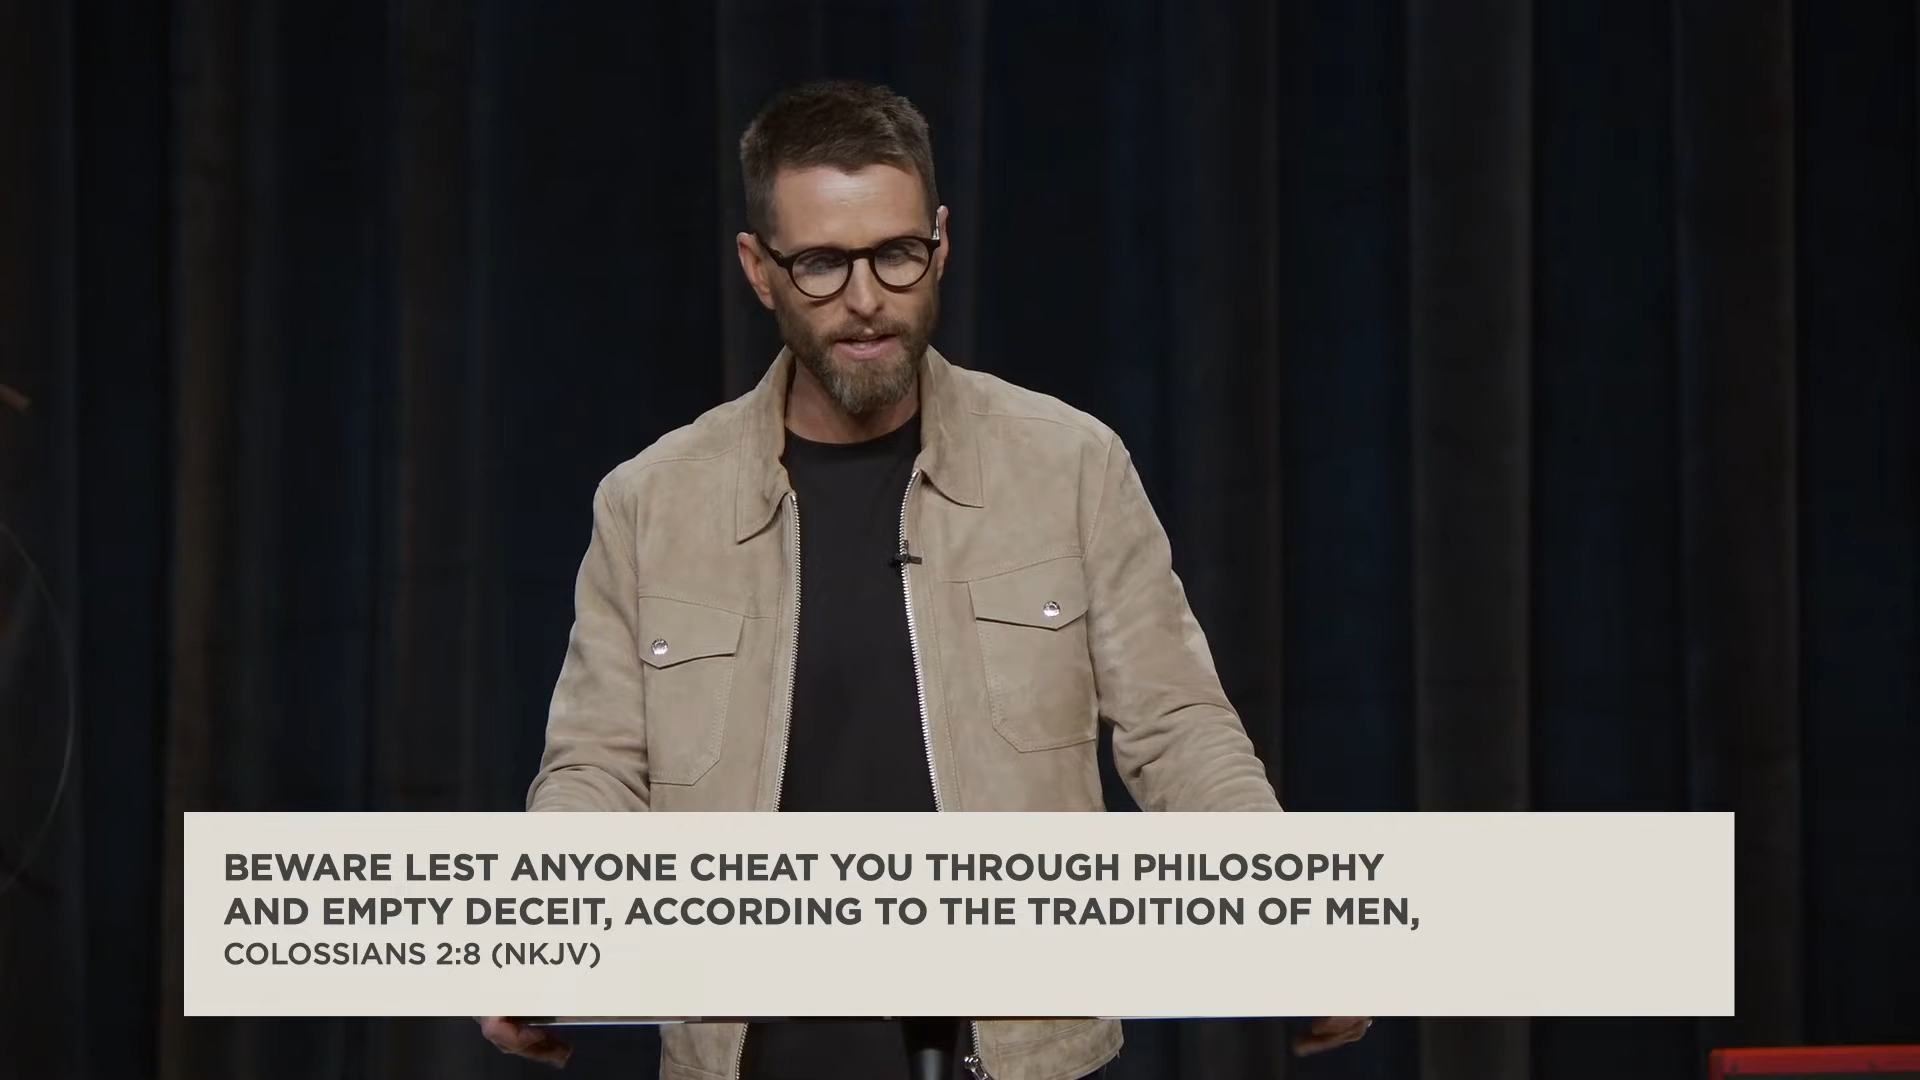 BEWARE LEST ANYONE CHEAT YOU THROUGH PHILOSOPHY
AND EMPTY DECEIT, ACCORDING TO THE TRADITION OF MEN,
COLOSSIANS 2:8 (NKJV)